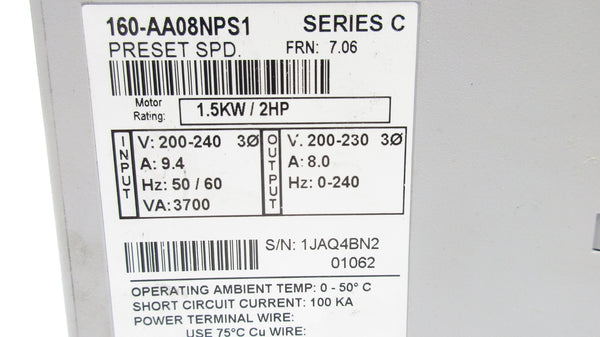 160-AA08NPS1 SERIES C
PRESET SPD. FRN: 7.06
Motor Rating: 1.5KW / 2HP
INPUT
V: 200-240 3Ø
A: 9.4
Hz: 50 / 60
VA: 3700
OUTPUT
V. 200-230 3Ø
A: 8.0
Hz: 0-240
S/N: 1JAQ4BN2
01062
OPERATING AMBIENT TEMP: 0 - 50° C
SHORT CIRCUIT CURRENT: 100 KA
POWER TERMINAL WIRE:
USE 75°C Cu WIRE: